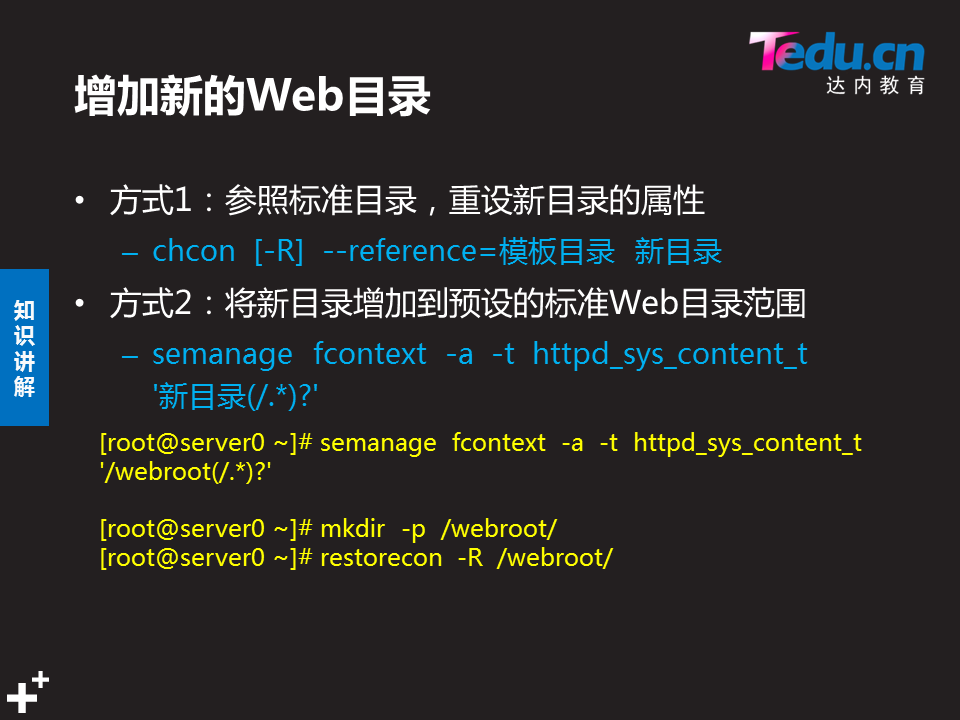 Tedu.cn
达内教育
增加新的Web目录
• 方式1：参照标准目录，重设新目录的属性
– chcon [-R] --reference=模板目录 新目录
• 方式2：将新目录增加到预设的标准Web目录范围
– semanage fcontext -a -t httpd_sys_content_t
'新目录(/.*)?'
知识讲解
[root@server0 ~]# semanage fcontext -a -t httpd_sys_content_t
'/webroot(/.*)?'
[root@server0 ~]# mkdir -p /webroot/
[root@server0 ~]# restorecon -R /webroot/